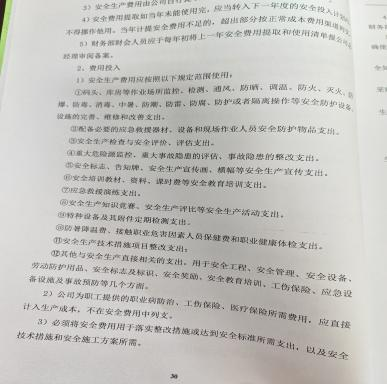 3）安全生产费用由公司自行
4）安全费用提取如当年未能使用完，应当转入下一年度的安全投入计划
不得挪作他用。当年计提安全费用不足的，超出部分按正常成本费用渠道列支
5）财务部财会人员应于每年初将上一年安全费用提取和使用清单报公司
经理审阅备案。
2、费用投入
1）安全生产费用应按照以下规定范围使用：
①码头、库房等作业场所监控、检测、通风、防晒、调温、防火、灭火、防
爆、防毒、消毒、中暑、防潮、防雷、防腐、防护或者隔离操作等安全防护设备、
设施的完善、维修和改善支出。
②配备必要的应急救援器材、设备和现场作业人员安全防护物品支出。
③安全生产检查与安全评价、评估支出。
④重大危险源监控、重大事故隐患的评估、事故隐患的整改支出。
⑤安全标志、告知牌、安全生产宣传画、横幅等安全生产宣传支出。
⑥安全培训教材、资料、课时费等安全教育培训支出。
⑦应急救援演练支出。
⑧安全生产知识竞赛、安全生产评比等安全生产活动支出。
⑨特种设备及其附件定期检测支出。
⑩防暑降温费、接触职业危害因素人员保健费和职业健康体检支出。
⑪安全生产技术措施项目整改支出；
⑫其他与安全生产直接相关的支出。用于安全工程、安全管理、安全设备、
劳动防护用品、安全标志及标识、安全奖励、安全教育培训、工伤保险、应急设
备设施及事故预防等几个方面。
2）公司为职工提供的职业病防治、工伤保险、医疗保险所需费用，应直接
计入生产成本，不在安全费用中列支。
3）必须将安全费用用于落实整改措施或达到安全标准所需支出，以及安全
技术措施和安全施工方案所需。
30